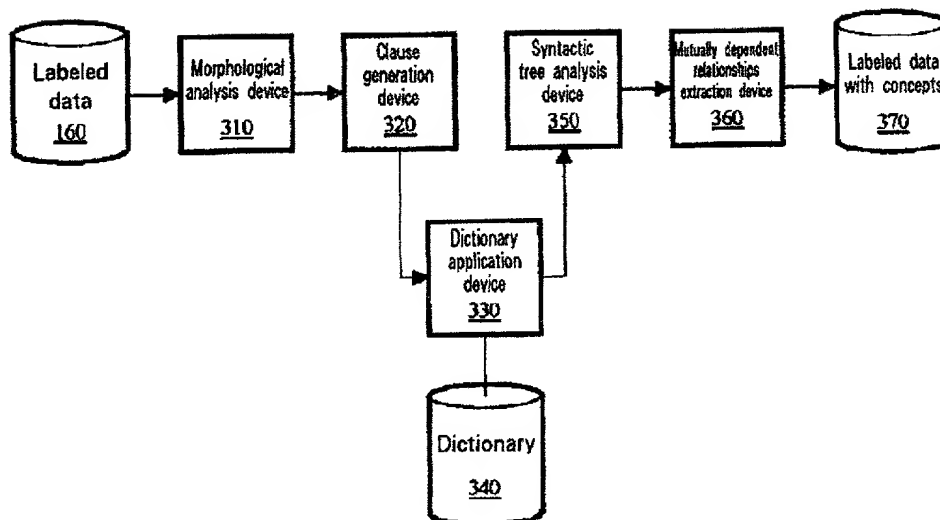 Labeled
data
160
Morphological
analysis device
310
Clause
generation
device
320
Dictionary
application
device
330
Dictionary
340
Syntactic
tree analysis
device
350
Mutually dependent
relationships
extraction device
360
Labeled data
with concepts
370